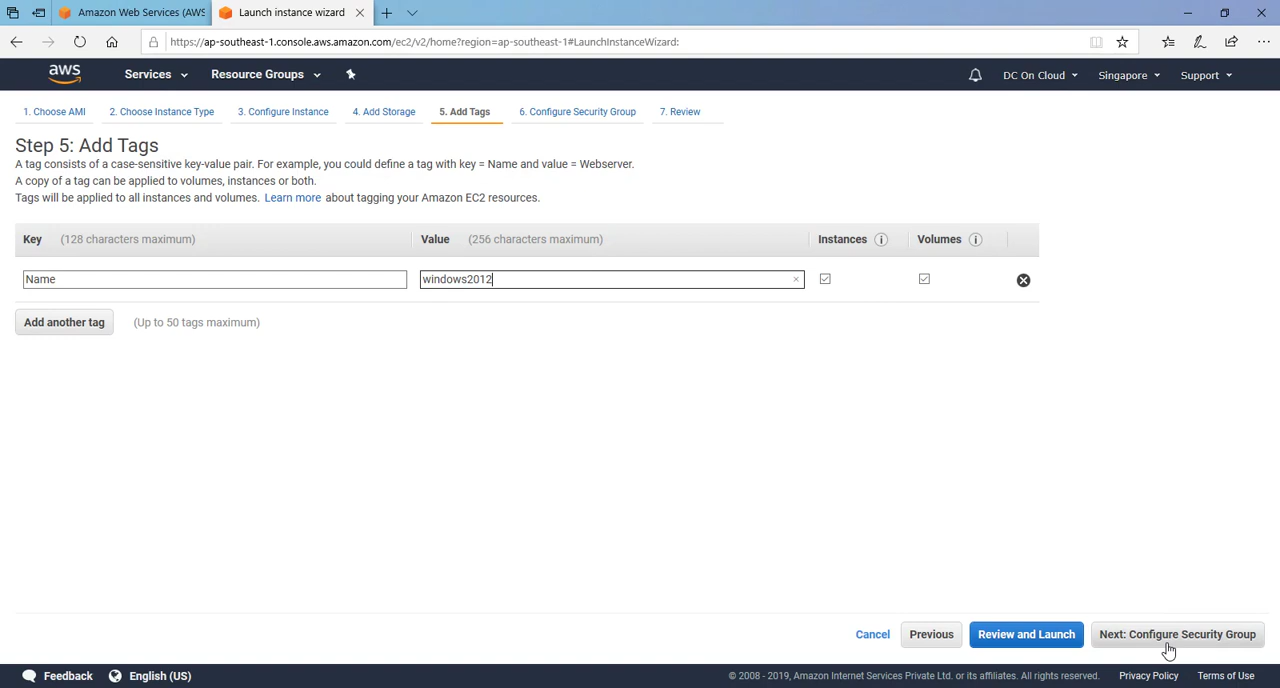 Amazon Web Services (AWS
Launch instance wizard
https://ap-southeast-1.console.aws.amazon.com/ec2/v2/home?region=ap-southeast-1#LaunchInstanceWizard:
aws
Services
Resource Groups
DC On Cloud
Singapore
Support
1. Choose AMI
2. Choose Instance Type
3. Configure Instance
4. Add Storage
5. Add Tags
6. Configure Security Group
7. Review
Step 5: Add Tags
A tag consists of a case-sensitive key-value pair. For example, you could define a tag with key = Name and value = Webserver.
A copy of a tag can be applied to volumes, instances or both.
Tags will be applied to all instances and volumes. Learn more about tagging your Amazon EC2 resources.
Key (128 characters maximum)
Value (256 characters maximum)
Instances
Volumes
Name
windows2012
Add another tag
(Up to 50 tags maximum)
Cancel
Previous
Review and Launch
Next: Configure Security Group
Feedback
English (US)
© 2008 - 2019, Amazon Internet Services Private Ltd. or its affiliates. All rights reserved.
Privacy Policy
Terms of Use